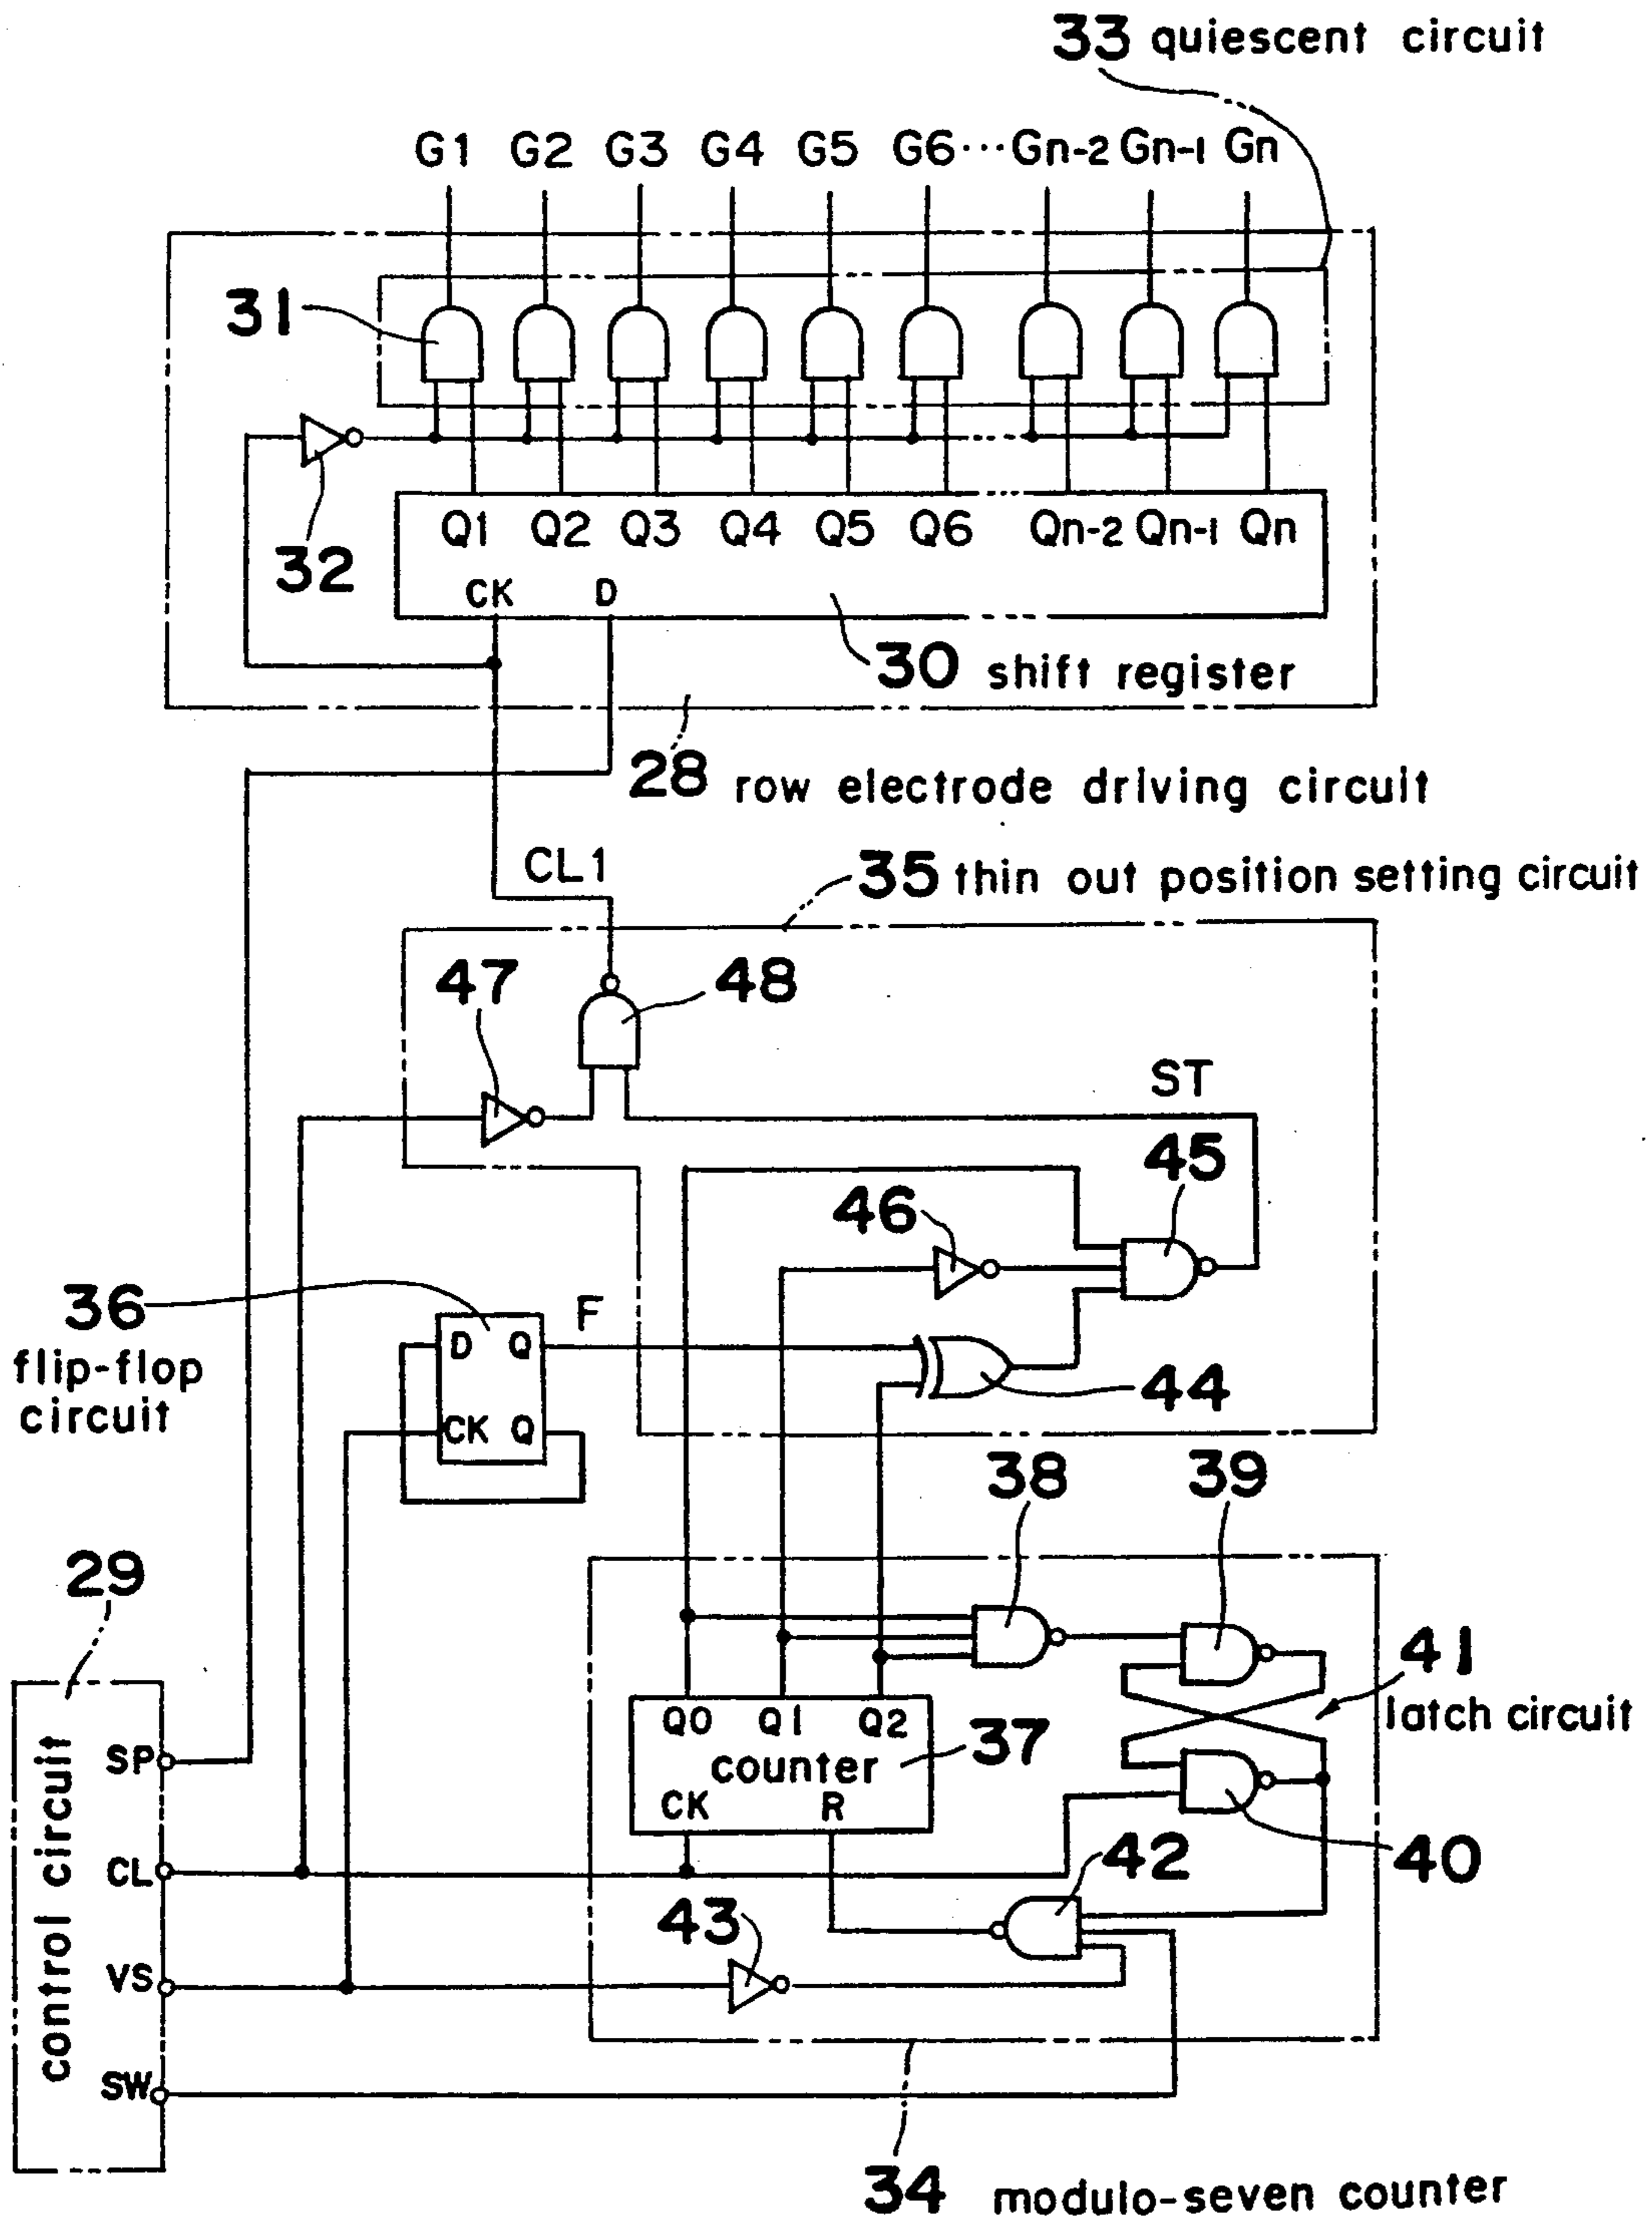 33 quiescent circuit
G1 G2 G3 G4 G5 G6 ··· Gn-2 Gn-1 Gn
31
32
Q1 Q2 Q3 Q4 Q5 Q6 Qn-2 Qn-1 Qn
CK D
30 shift register
28 row electrode driving circuit
CL1
35 thin out position setting circuit
47
48
ST
45
46
36
flip-flop
circuit
F
D Q
CK Q
44
38
39
29
41
latch circuit
Q0 Q1 Q2
counter
37
CK R
control circuit
SP
CL
VS
SW
42
40
43
34 modulo-seven counter